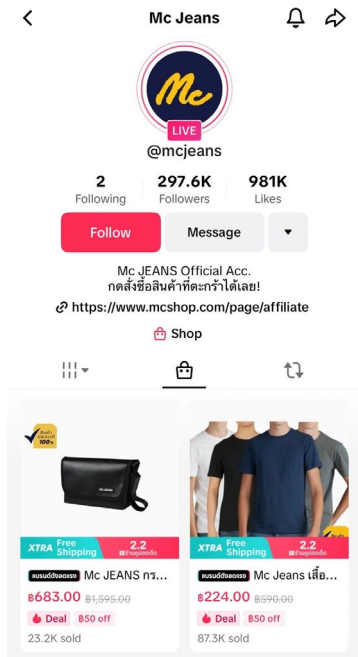 Mc Jeans
Mc
LIVE
@mcjeans
2 297.6K 981K
Following Followers Likes
Follow Message
Mc JEANS Official Acc.
กดสั่งซื้อสินค้าที่ตะกร้าได้เลย!
https://www.mcshop.com/page/affiliate
Shop
100%
MC JEANS
XTRA Free Shipping 2.2
XTRA Free Shipping 2.2
แบรนด์ดังลดแรง Mc JEANS กร...
แบรนด์ดังลดแรง Mc Jeans เสื้อ...
฿683.00 ฿1,595.00
฿224.00 ฿590.00
Deal ฿50 off
Deal ฿50 off
23.2K sold
87.3K sold